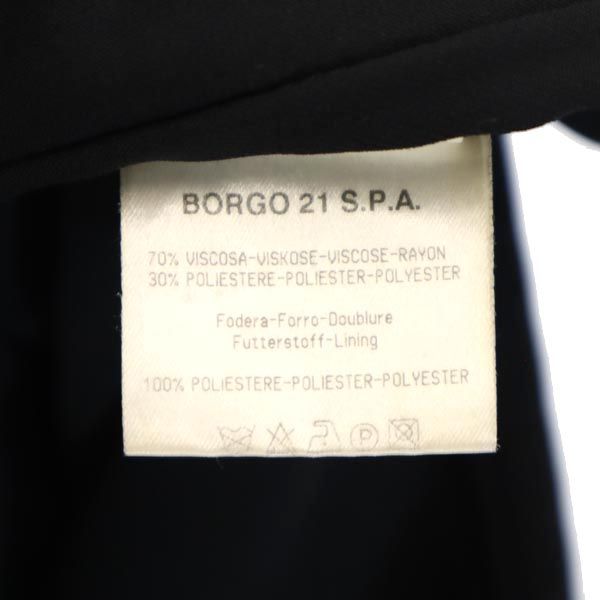 BORGO 21 S.P.A.
70% VISCOSA-VISKOSE-VISCOSE-RAYON
30% POLIESTERE-POLIESTER-POLYESTER
Fodera-Forro-Doublure
Futterstoff-Lining
100% POLIESTERE-POLIESTER-POLYESTER
P